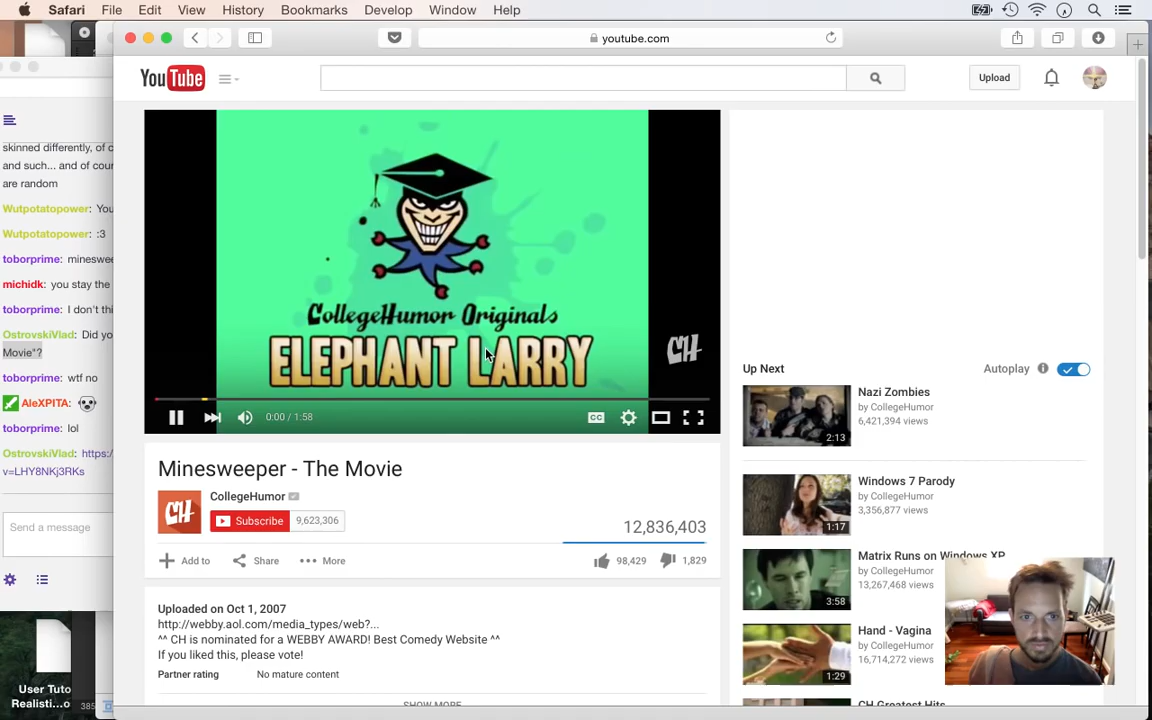 Safari File Edit View History Bookmarks Develop Window Help
youtube.com
YouTube
Upload
skinned differently, of c
and such... and of cour
are random
Wutpotatopower: You
Wutpotatopower: :3
toborprime: mineswe
michidk: you stay the
toborprime: I don't thi
OstrovskiVlad: Did yo
Movie"?
toborprime: wtf no
AleXPITA:
toborprime: lol
OstrovskiVlad: https:/
v=LHY8NKj3RKs
Send a message
User Tuto
Realisti...o
385
CollegeHumor Originals
ELEPHANT LARRY
CH
0:00 / 1:58
CC
Minesweeper - The Movie
CH
CollegeHumor
Subscribe 9,623,306
12,836,403
Add to Share More 98,429 1,829
Uploaded on Oct 1, 2007
http://webby.aol.com/media_types/web?...
^^ CH is nominated for a WEBBY AWARD! Best Comedy Website ^^
If you liked this, please vote!
Partner rating No mature content
SHOW MORE
Up Next Autoplay
Nazi Zombies
by CollegeHumor
6,421,394 views
2:13
Windows 7 Parody
by CollegeHumor
3,356,877 views
1:17
Matrix Runs on Windows XP
by CollegeHumor
13,267,468 views
3:58
Hand - Vagina
by CollegeHumor
16,714,272 views
1:29
CH Greatest Hits